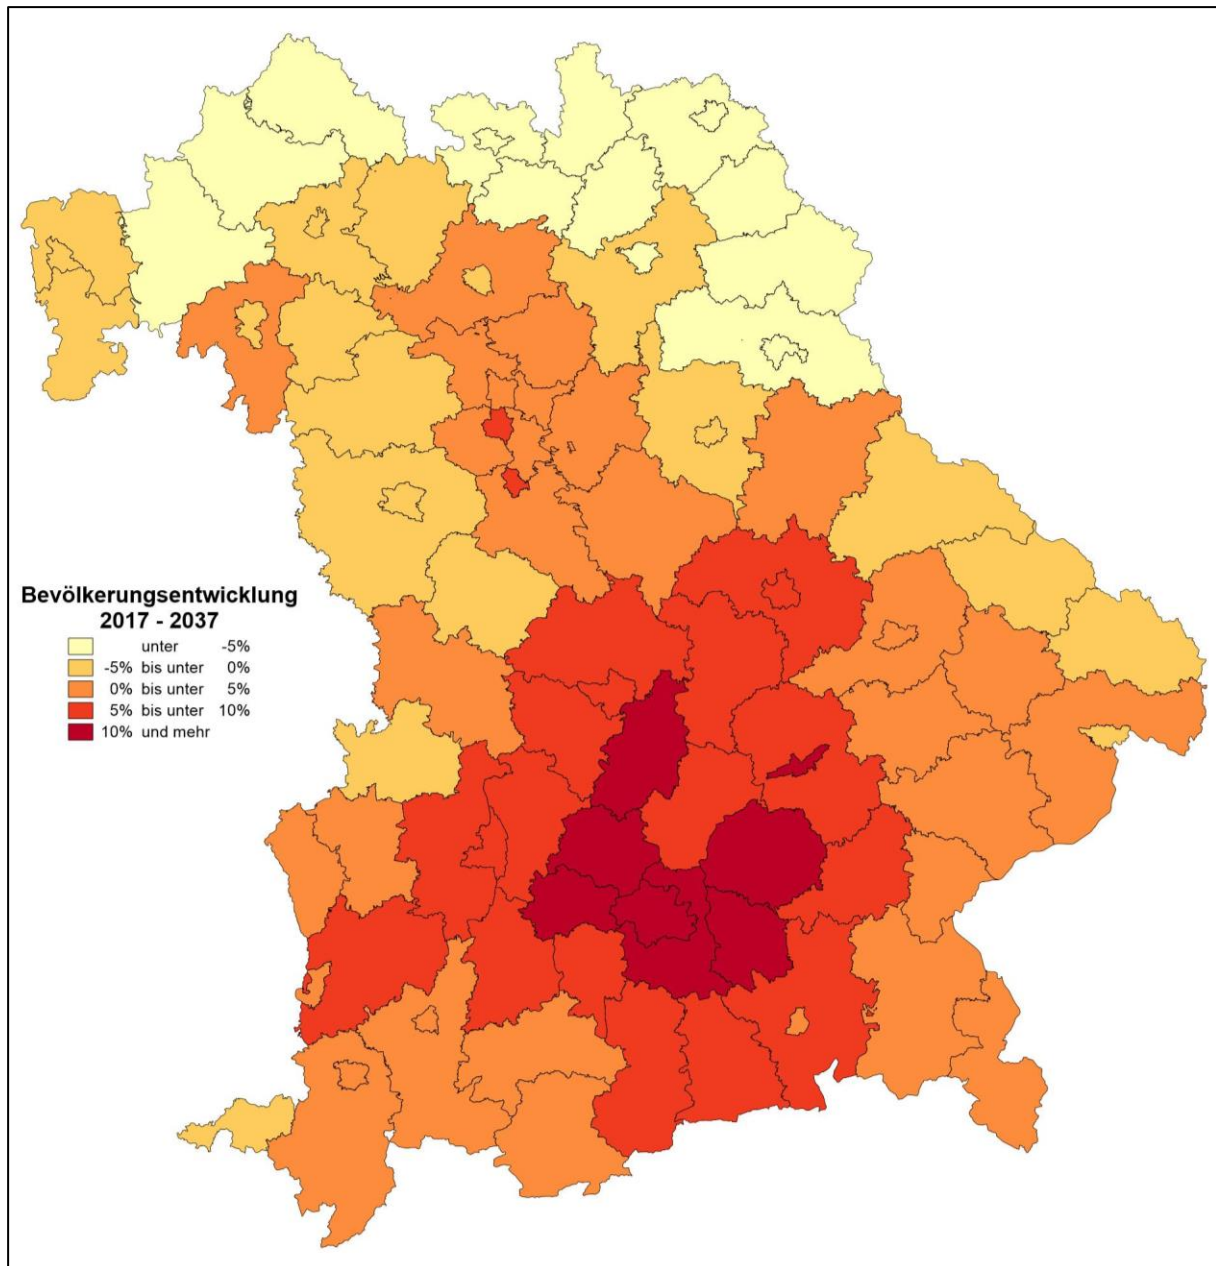 Bevölkerungsentwicklung
2017 - 2037
unter -5%
-5% bis unter 0%
0% bis unter 5%
5% bis unter 10%
10% und mehr